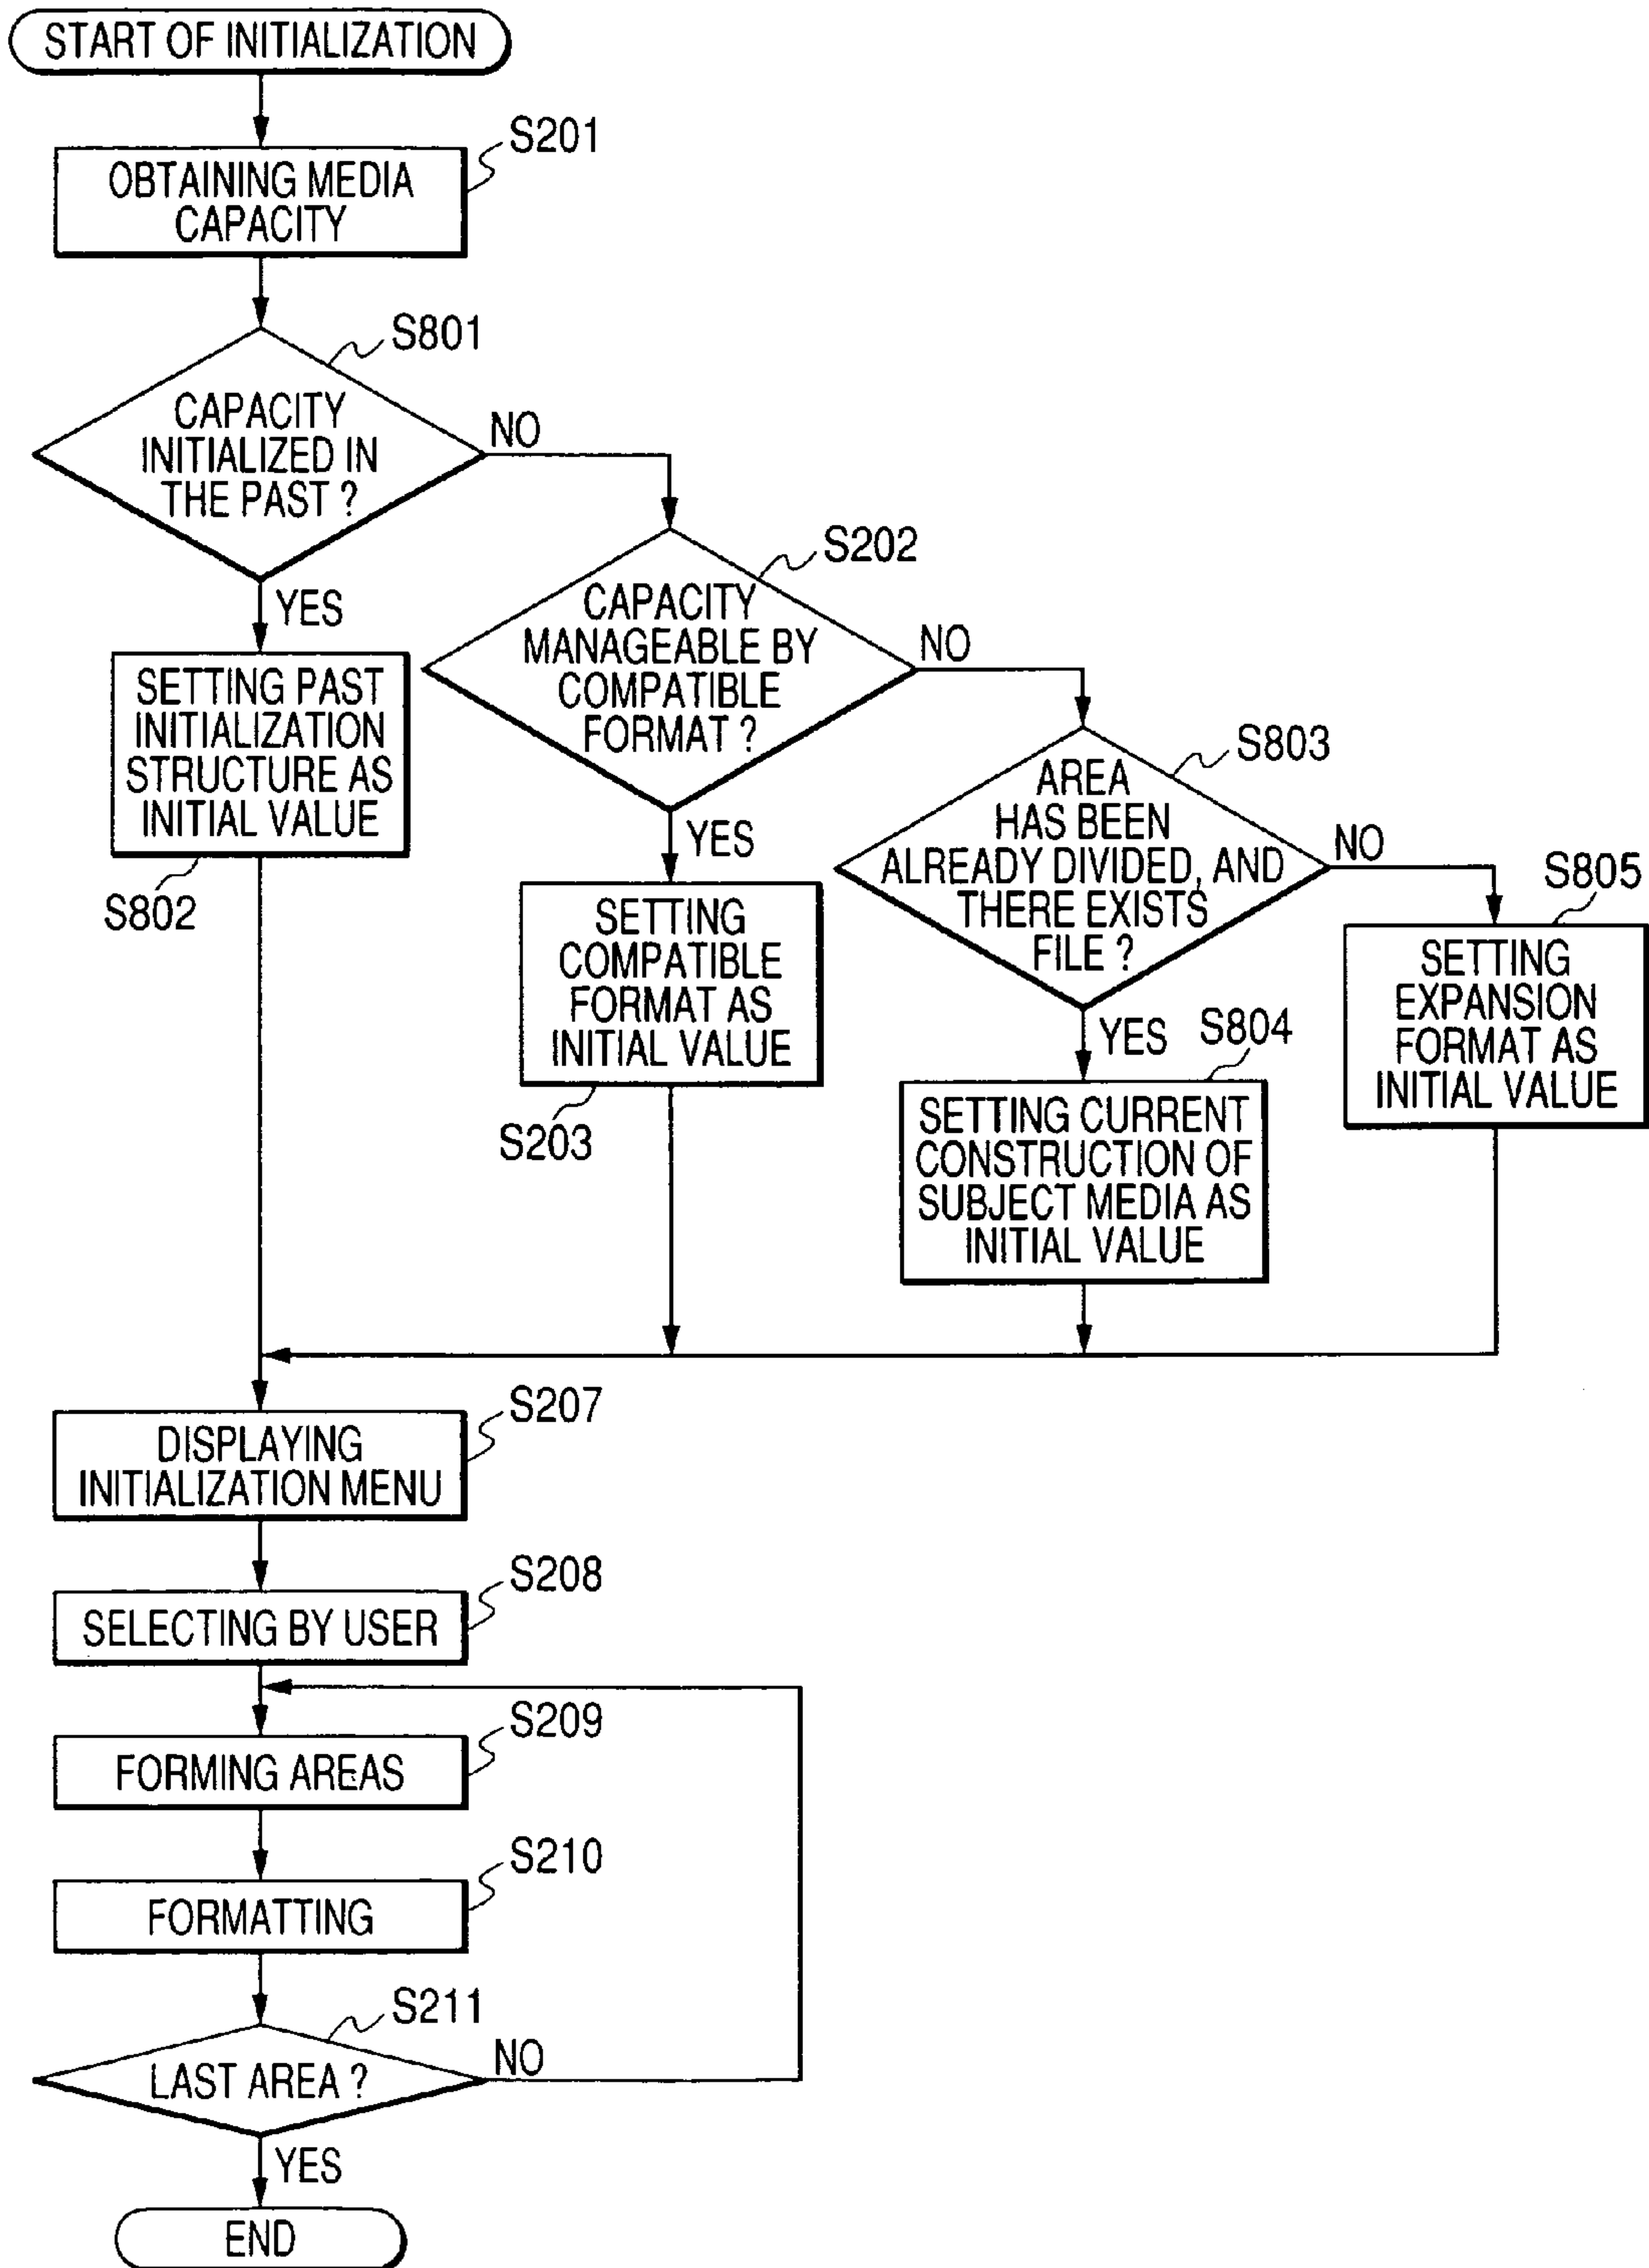 START OF INITIALIZATION
S201
OBTAINING MEDIA
CAPACITY
S801
CAPACITY
INITIALIZED IN
THE PAST ?
NO
YES
S202
CAPACITY
MANAGEABLE BY
COMPATIBLE
FORMAT ?
NO
YES
SETTING PAST
INITIALIZATION
STRUCTURE AS
INITIAL VALUE
S802
S803
AREA
HAS BEEN
ALREADY DIVIDED, AND
THERE EXISTS
FILE ?
NO
YES
SETTING
COMPATIBLE
FORMAT AS
INITIAL VALUE
S203
S805
SETTING
EXPANSION
FORMAT AS
INITIAL VALUE
S804
SETTING CURRENT
CONSTRUCTION OF
SUBJECT MEDIA AS
INITIAL VALUE
S207
DISPLAYING
INITIALIZATION MENU
S208
SELECTING BY USER
S209
FORMING AREAS
S210
FORMATTING
S211
LAST AREA ?
NO
YES
END